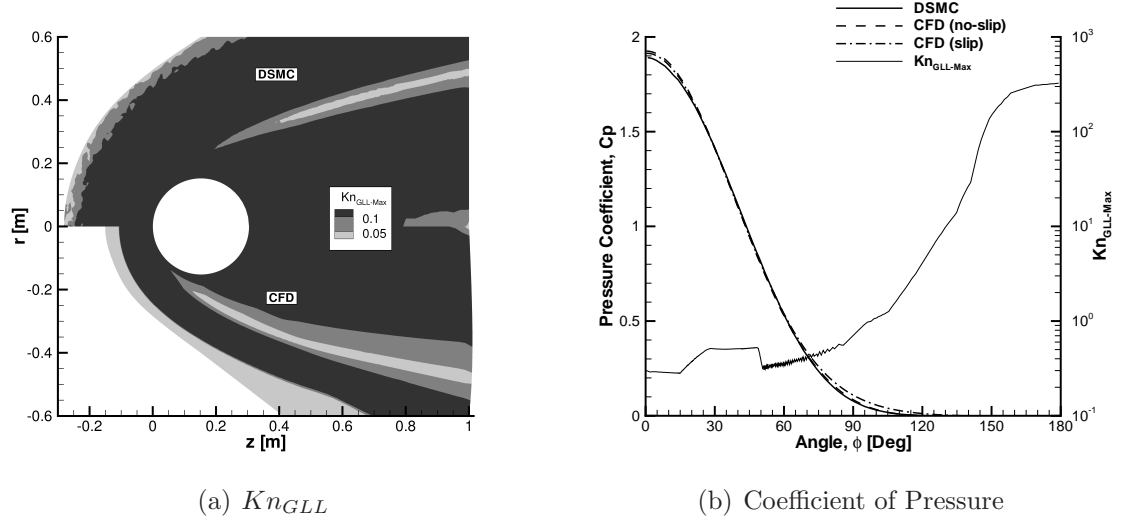 DSMC
CFD (no-slip)
CFD (slip)
Kn_GLL-Max
0.6
0.4
0.2
0
-0.2
-0.4
-0.6
r [m]
-0.2 0 0.2 0.4 0.6 0.8 1
z [m]
DSMC
CFD
Kn_GLL-Max
0.1
0.05
2
1.5
1
0.5
0
Pressure Coefficient, Cp
0 30 60 90 120 150 180
Angle, ϕ [Deg]
10^3
10^2
10^1
10^0
10^-1
Kn_GLL-Max
(a) Kn_GLL
(b) Coefficient of Pressure